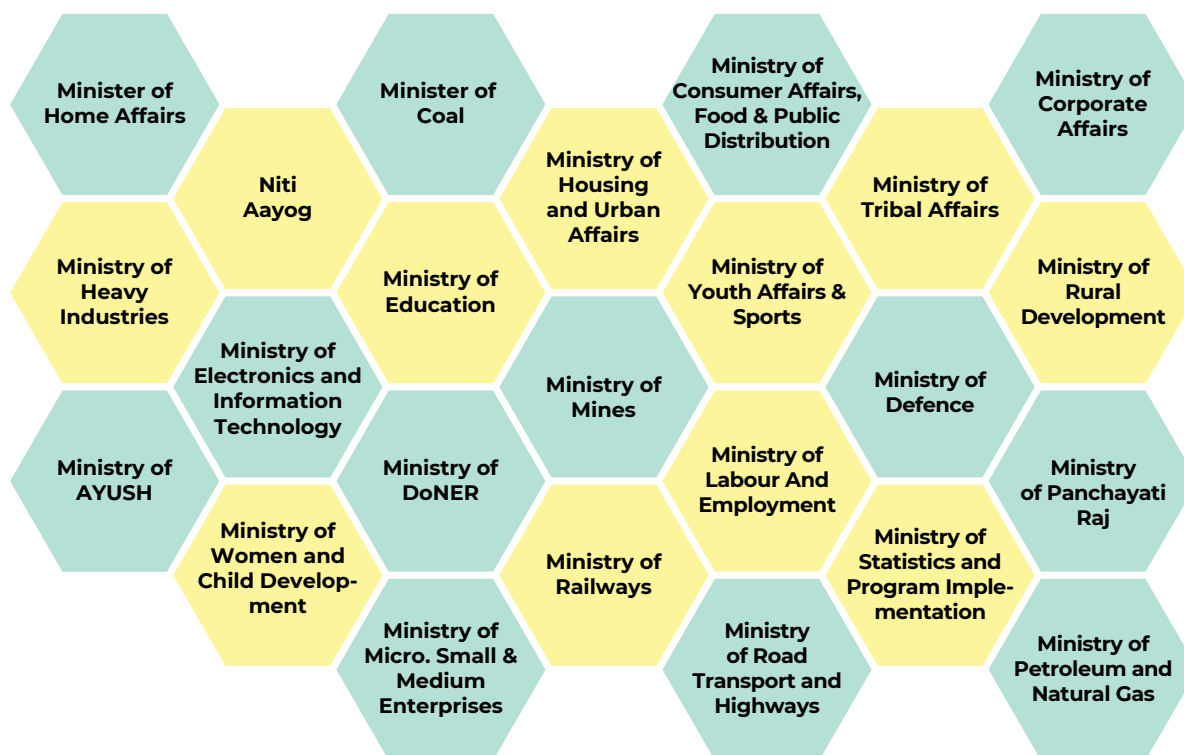 Minister of
Home Affairs
Minister of
Coal
Ministry of
Consumer Affairs,
Food & Public
Distribution
Ministry of
Corporate
Affairs
Niti
Aayog
Ministry of
Housing
and Urban
Affairs
Ministry of
Tribal Affairs
Ministry of
Heavy
Industries
Ministry of
Education
Ministry of
Youth Affairs &
Sports
Ministry of
Rural
Development
Ministry of
Electronics and
Information
Technology
Ministry of
Mines
Ministry of
Defence
Ministry of
AYUSH
Ministry of
DoNER
Ministry of
Labour And
Employment
Ministry
of Panchayati
Raj
Ministry of
Women and
Child Develop-
ment
Ministry of
Railways
Ministry of
Statistics and
Program Imple-
mentation
Ministry of
Micro. Small &
Medium
Enterprises
Ministry
of Road
Transport and
Highways
Ministry of
Petroleum and
Natural Gas